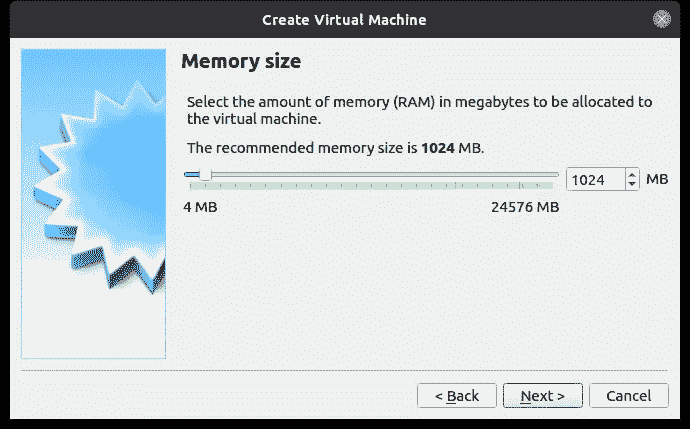 Create Virtual Machine
Memory size
Select the amount of memory (RAM) in megabytes to be allocated to
the virtual machine.
The recommended memory size is 1024 MB.
1024 MB
4 MB 24576 MB
< Back Next > Cancel